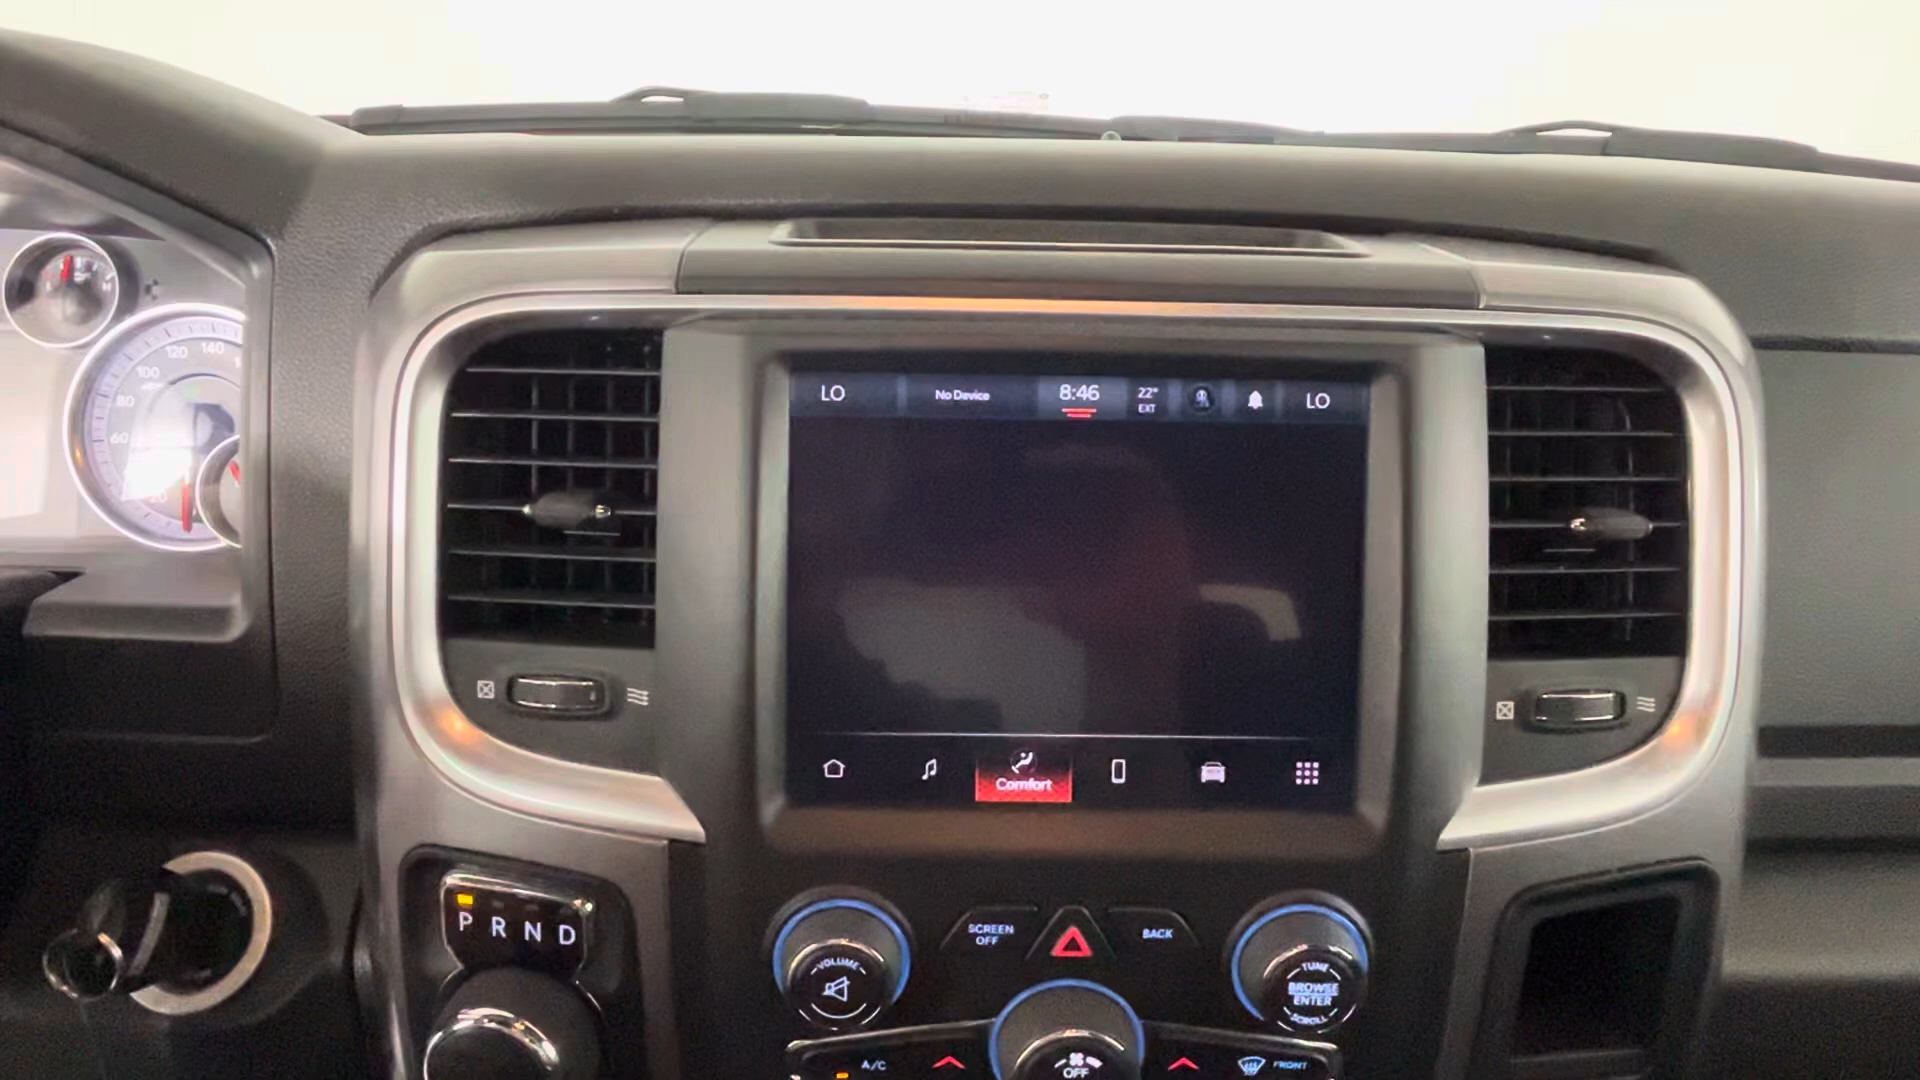 LO No Device 8:46 22° EXT LO
120
140
100
80
60
20
Comfort
P R N D
SCREEN
OFF
BACK
VOLUME
TUNE
BROWSE
ENTER
SCROLL
A/C
OFF
FRONT